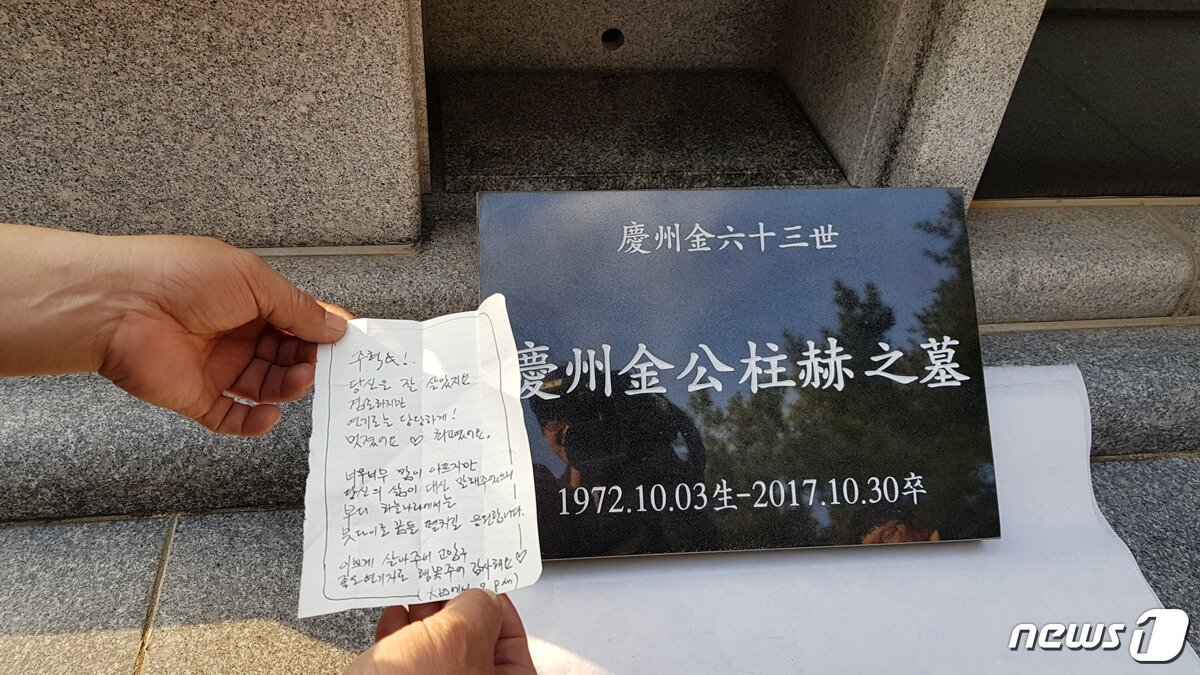 慶州金六十三世
慶州金公柱赫之墓
1972.10.03生-2017.10.30卒
주혁氏!
당신은 잘 살았지요
겸손하지만
연기로는 당당하게!
멋졌어요 ♡ 최고였어요.
너무너무 많이 아프지만
당신의 삶이 대신 말해주었으니
부디 하늘나라에서는
못다이룬 꿈들 펼치길 응원합니다.
이쁘게 살아주어 고맙고
좋은연기자로 행복주어 감사해요♡
news1